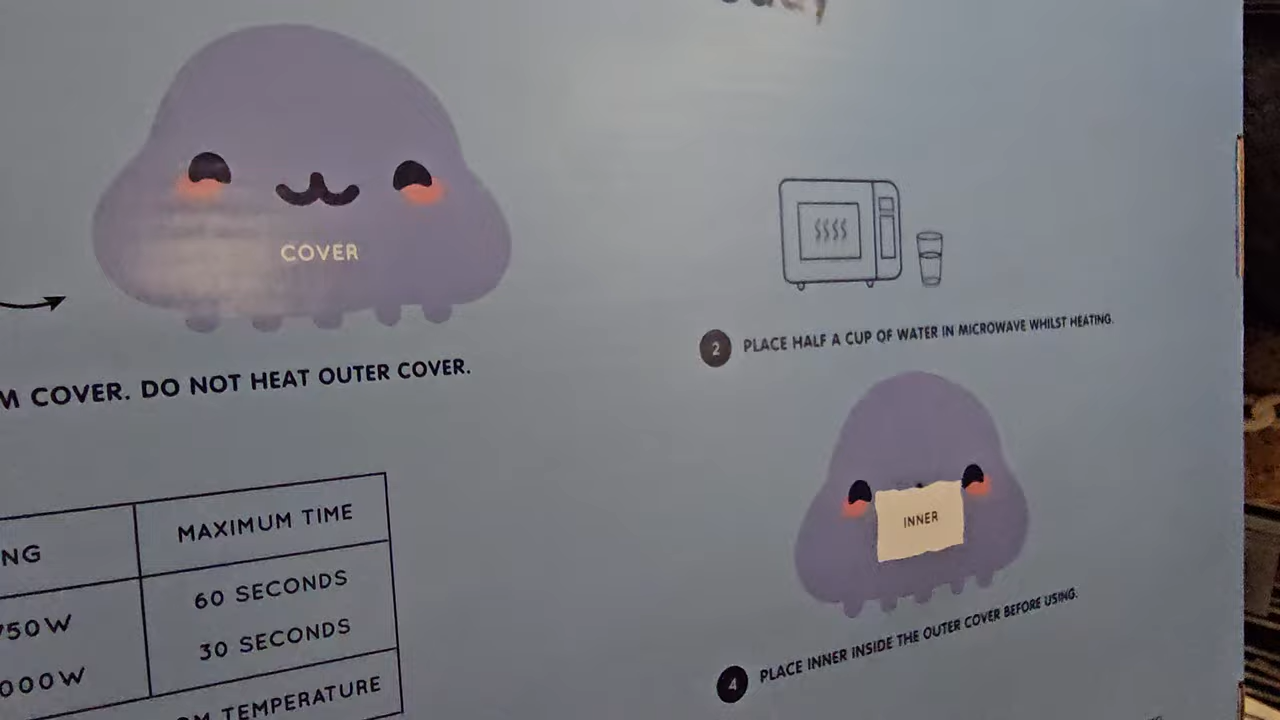 COVER
M COVER. DO NOT HEAT OUTER COVER.
NG MAXIMUM TIME
750W 60 SECONDS
000W 30 SECONDS
OM TEMPERATURE
2 PLACE HALF A CUP OF WATER IN MICROWAVE WHILST HEATING.
INNER
4 PLACE INNER INSIDE THE OUTER COVER BEFORE USING.